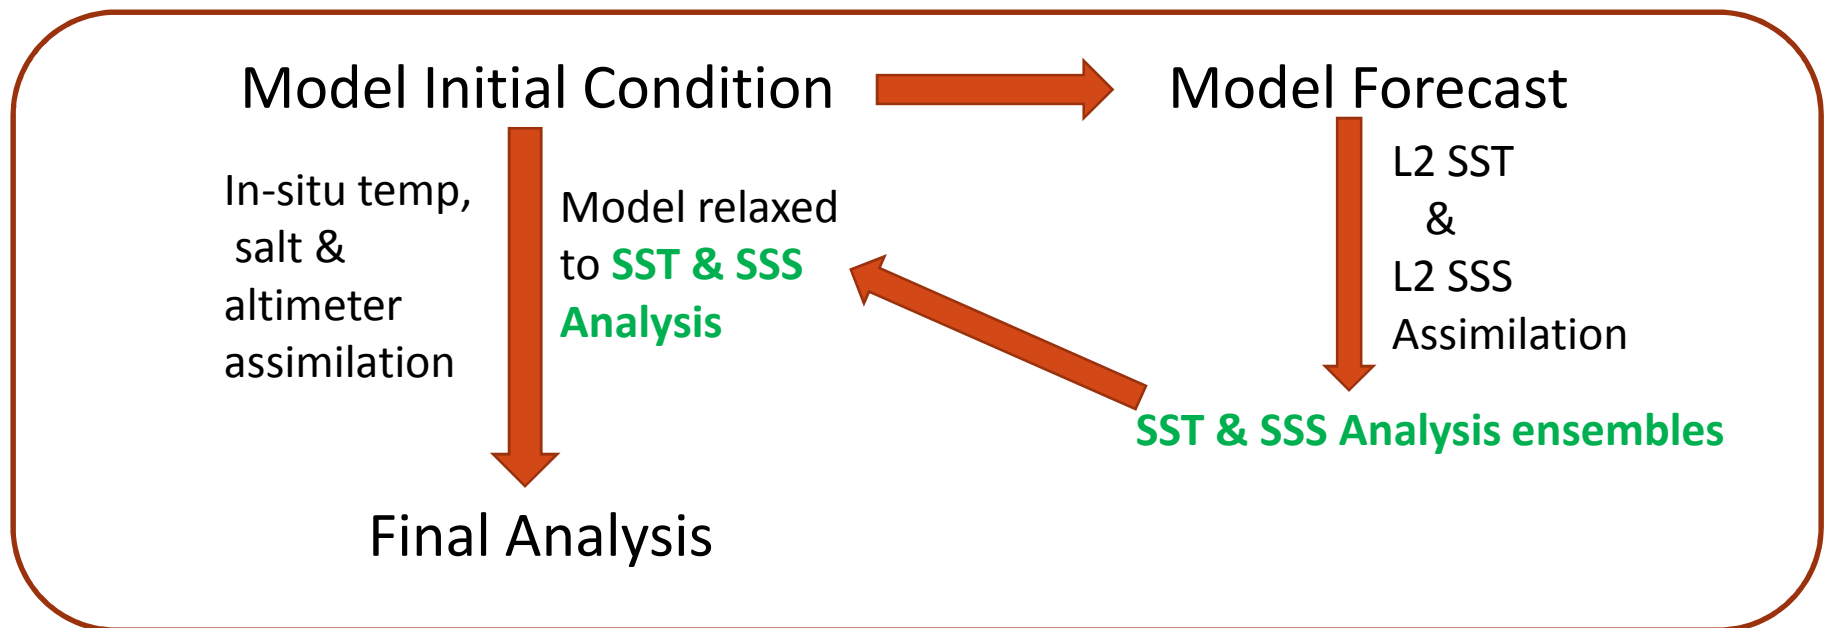 Model Initial Condition
Model Forecast
In-situ temp,
salt &
altimeter
assimilation
Model relaxed
to SST & SSS
Analysis
L2 SST
&
L2 SSS
Assimilation
SST & SSS Analysis ensembles
Final Analysis